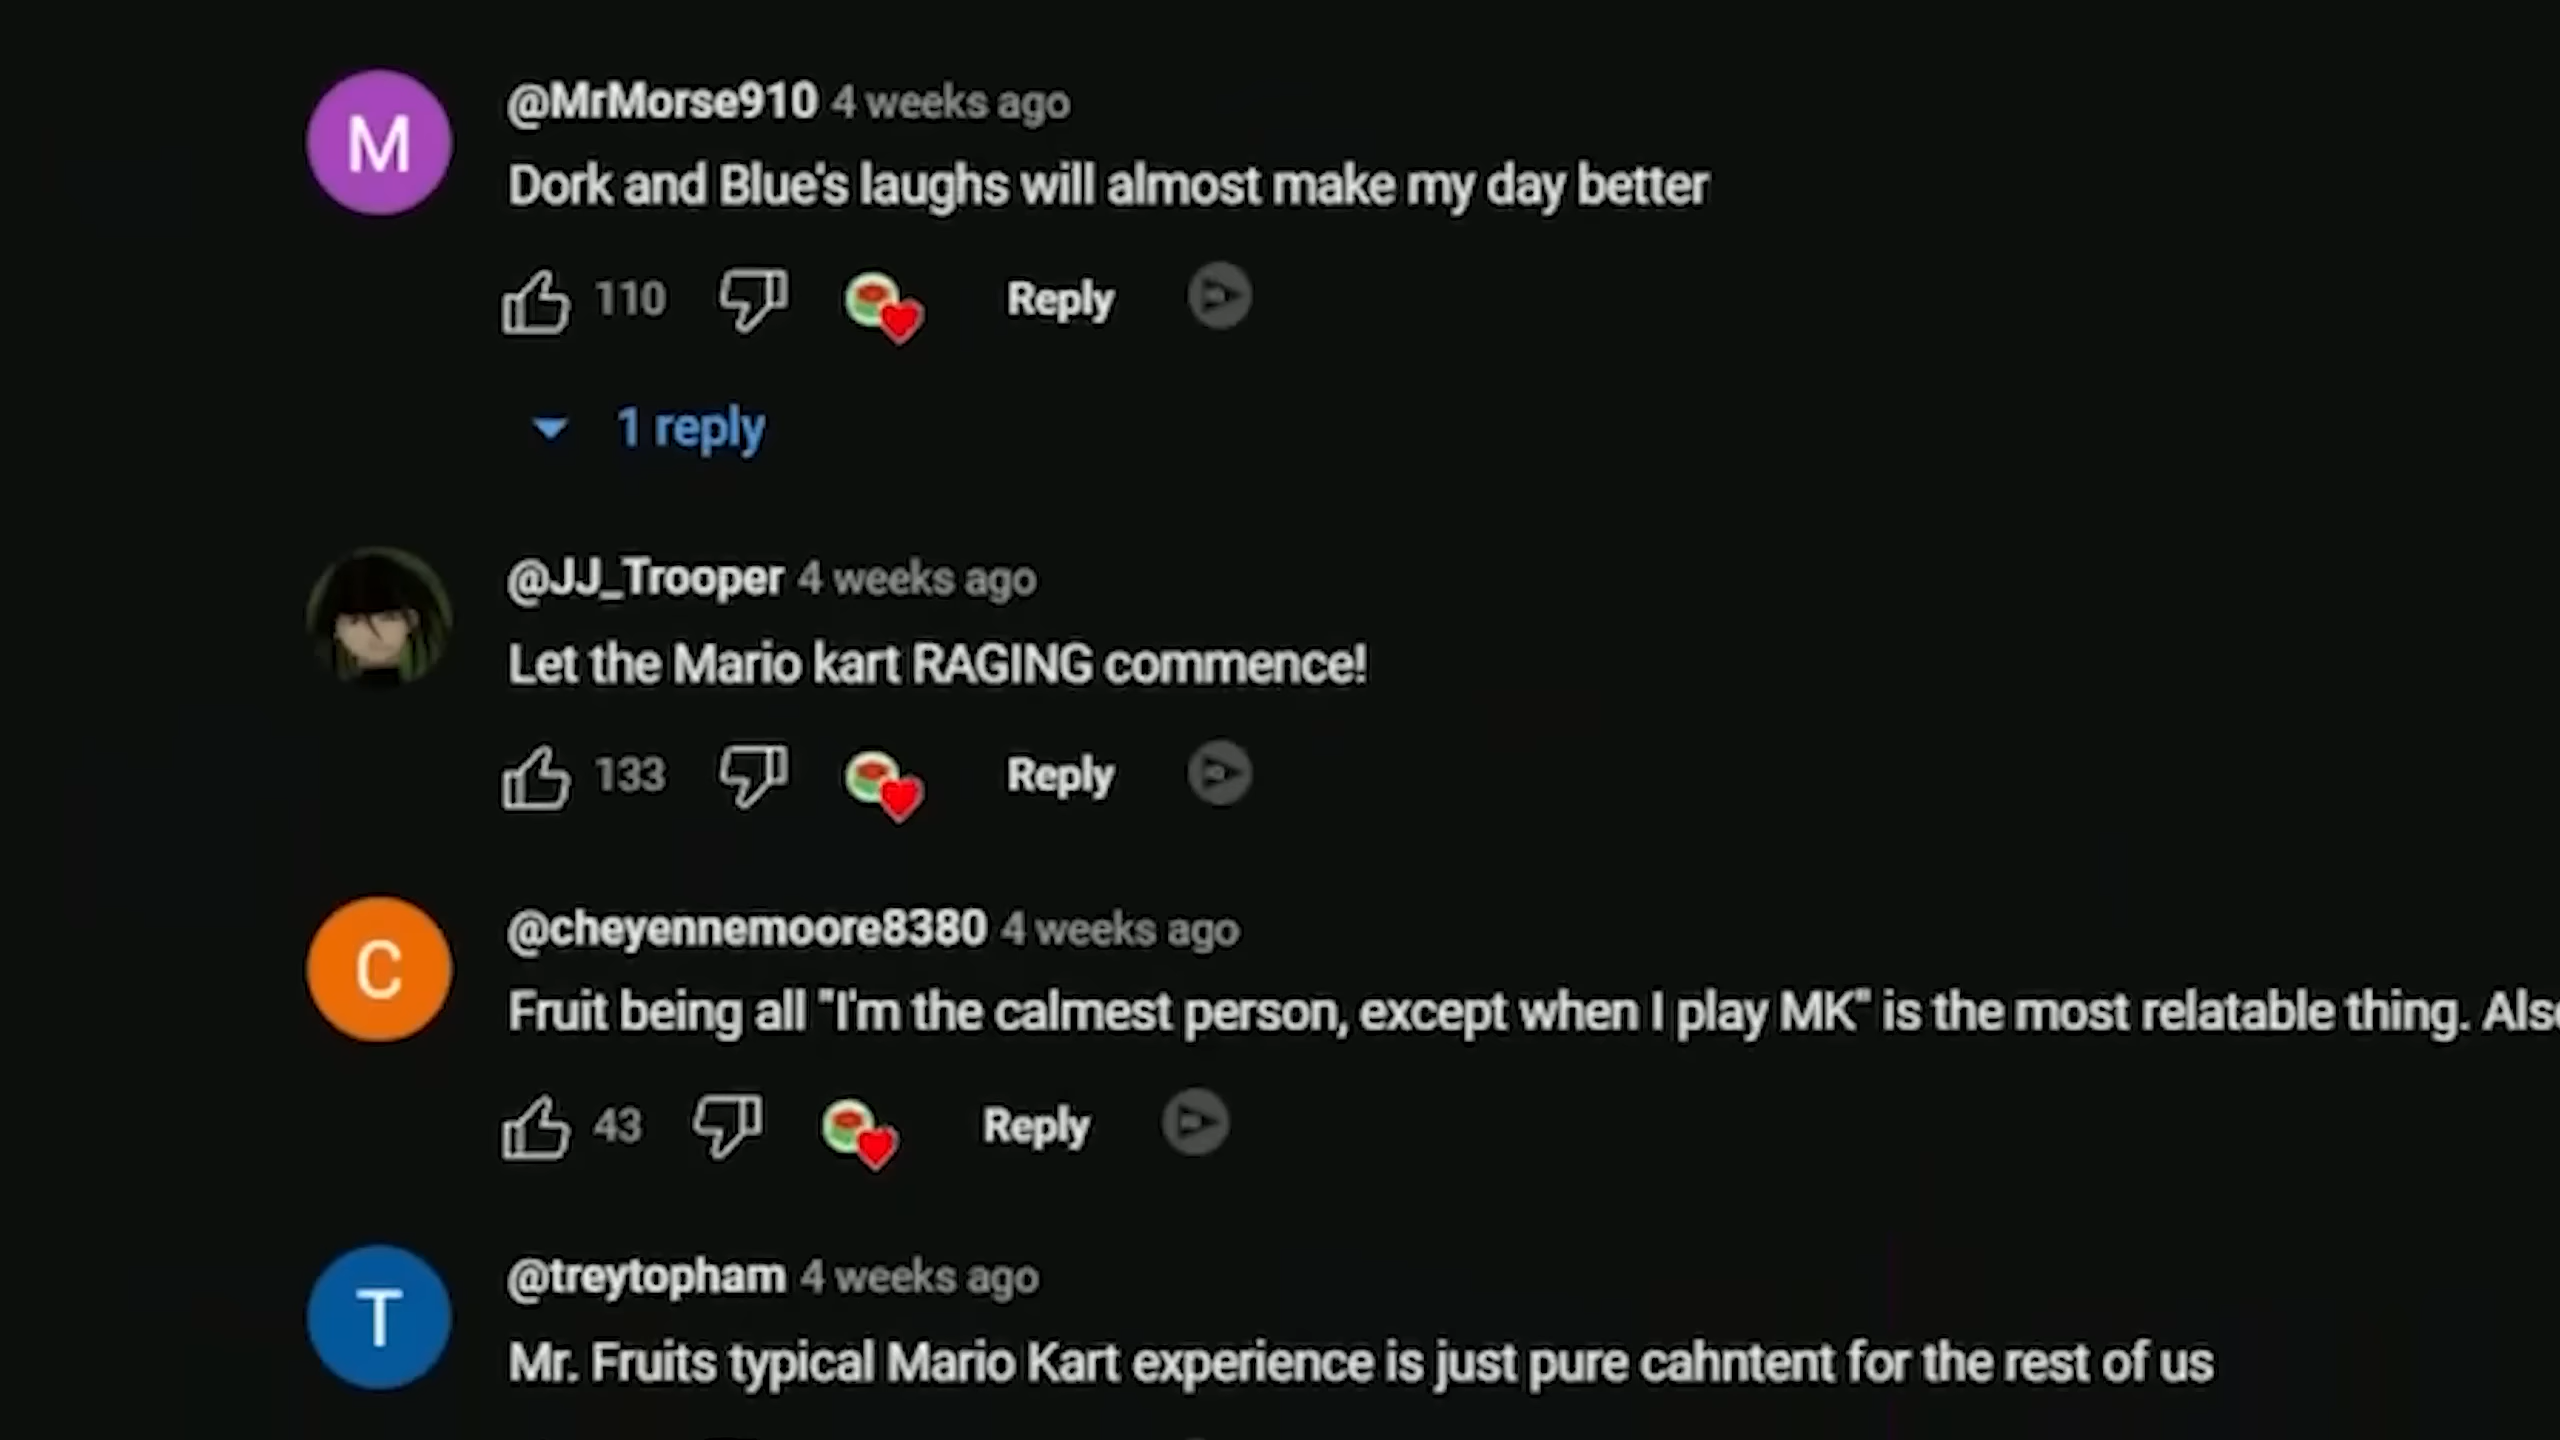 M
@MrMorse910 4 weeks ago
Dork and Blue's laughs will almost make my day better
110 Reply
1 reply
@JJ_Trooper 4 weeks ago
Let the Mario kart RAGING commence!
133 Reply
C
@cheyennemoore8380 4 weeks ago
Fruit being all "I'm the calmest person, except when I play MK" is the most relatable thing. Als
43 Reply
T
@treytopham 4 weeks ago
Mr. Fruits typical Mario Kart experience is just pure cahntent for the rest of us